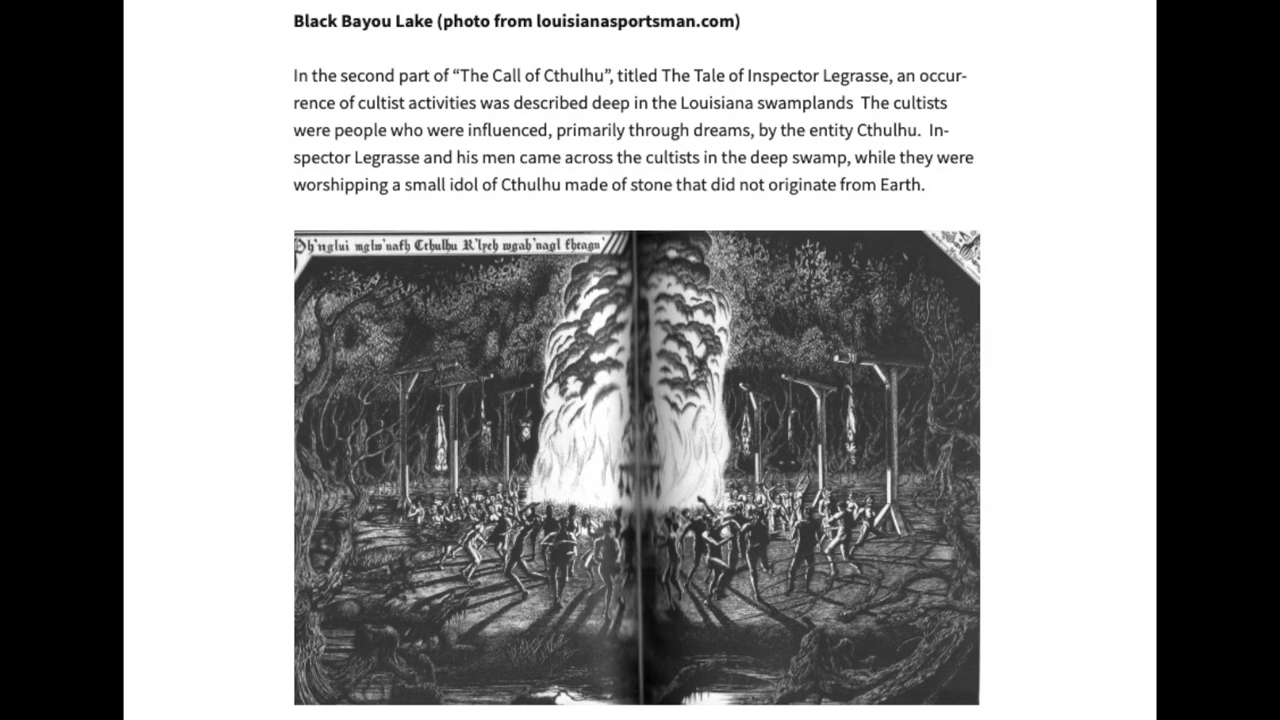 Black Bayou Lake (photo from louisianasportsman.com)
In the second part of “The Call of Cthulhu”, titled The Tale of Inspector Legrasse, an occur-
rence of cultist activities was described deep in the Louisiana swamplands  The cultists
were people who were influenced, primarily through dreams, by the entity Cthulhu.  In-
spector Legrasse and his men came across the cultists in the deep swamp, while they were
worshipping a small idol of Cthulhu made of stone that did not originate from Earth.
Ph'nglui mglw'nafh Cthulhu R'lyeh wgah'nagl fhtagn'